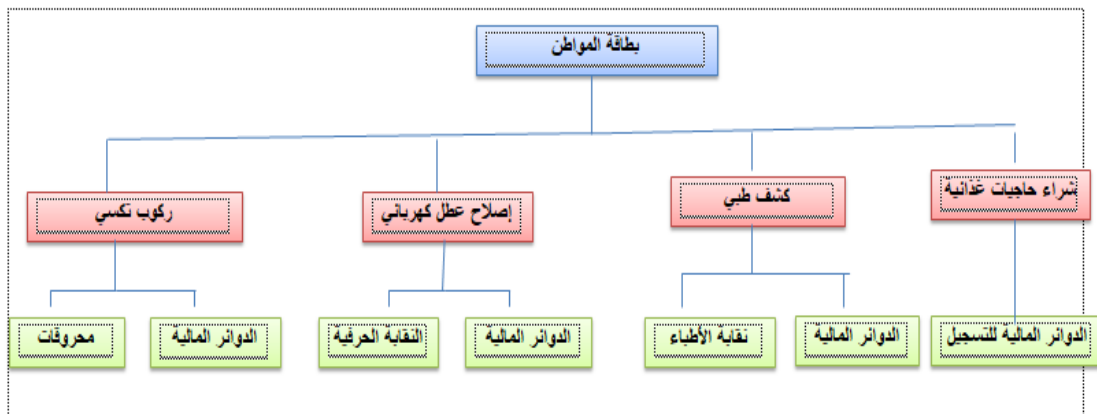 بطاقة المواطن
شراء حاجيات غذائية
كشف طبي
إصلاح عطل كهربائي
ركوب تكسي
الدوائر المالية للتسجيل
الدوائر المالية
نقابة الأطباء
الدوائر المالية
النقابة الحرفية
الدوائر المالية
محروقات